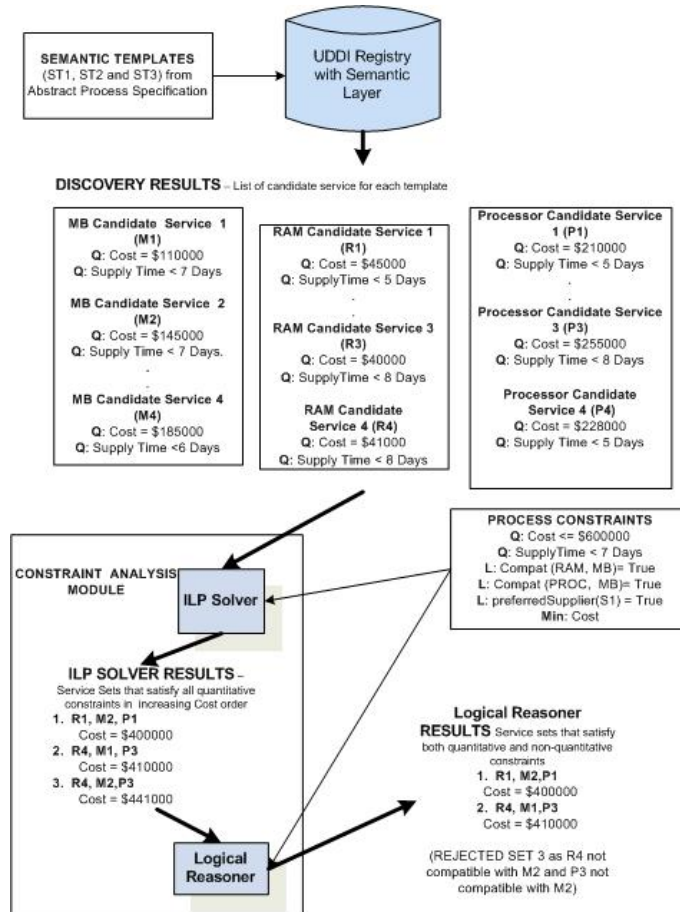 SEMANTIC TEMPLATES
(ST1, ST2 and ST3) from
Abstract Process Specification
UDDI Registry
with Semantic
Layer
DISCOVERY RESULTS – List of candidate service for each template
MB Candidate Service 1
(M1)
Q: Cost = $110000
Q: Supply Time < 7 Days
MB Candidate Service 2
(M2)
Q: Cost = $145000
Q: Supply Time < 7 Days.
.
.
MB Candidate Service 4
(M4)
Q: Cost = $185000
Q: Supply Time <6 Days
RAM Candidate Service 1
(R1)
Q: Cost = $45000
Q: SupplyTime < 5 Days
.
.
RAM Candidate Service 3
(R3)
Q: Cost = $40000
Q: SupplyTime < 8 Days
RAM Candidate
Service 4 (R4)
Q: Cost = $41000
Q: Supply Time < 8 Days
Processor Candidate Service
1 (P1)
Q: Cost = $210000
Q: Supply Time < 5 Days
.
.
Processor Candidate Service
3 (P3)
Q: Cost = $255000
Q: Supply Time < 8 Days
Processor Candidate
Service 4 (P4)
Q: Cost = $228000
Q: Supply Time < 5 Days
PROCESS CONSTRAINTS
Q: Cost <= $600000
Q: SupplyTime < 7 Days
L: Compat (RAM, MB)= True
L: Compat (PROC, MB)= True
L: preferredSupplier(S1) = True
Min: Cost
CONSTRAINT ANALYSIS
MODULE
ILP Solver
ILP SOLVER RESULTS –
Service Sets that satisfy all quantitative
constraints in increasing Cost order
1. R1, M2, P1
Cost = $400000
2. R4, M1, P3
Cost = $410000
3. R4, M2,P3
Cost = $441000
Logical
Reasoner
Logical Reasoner
RESULTS Service sets that satisfy
both quantitative and non-quantitative
constraints
1. R1, M2,P1
Cost = $400000
2. R4, M1,P3
Cost = $410000
(REJECTED SET 3 as R4 not
compatible with M2 and P3 not
compatible with M2)